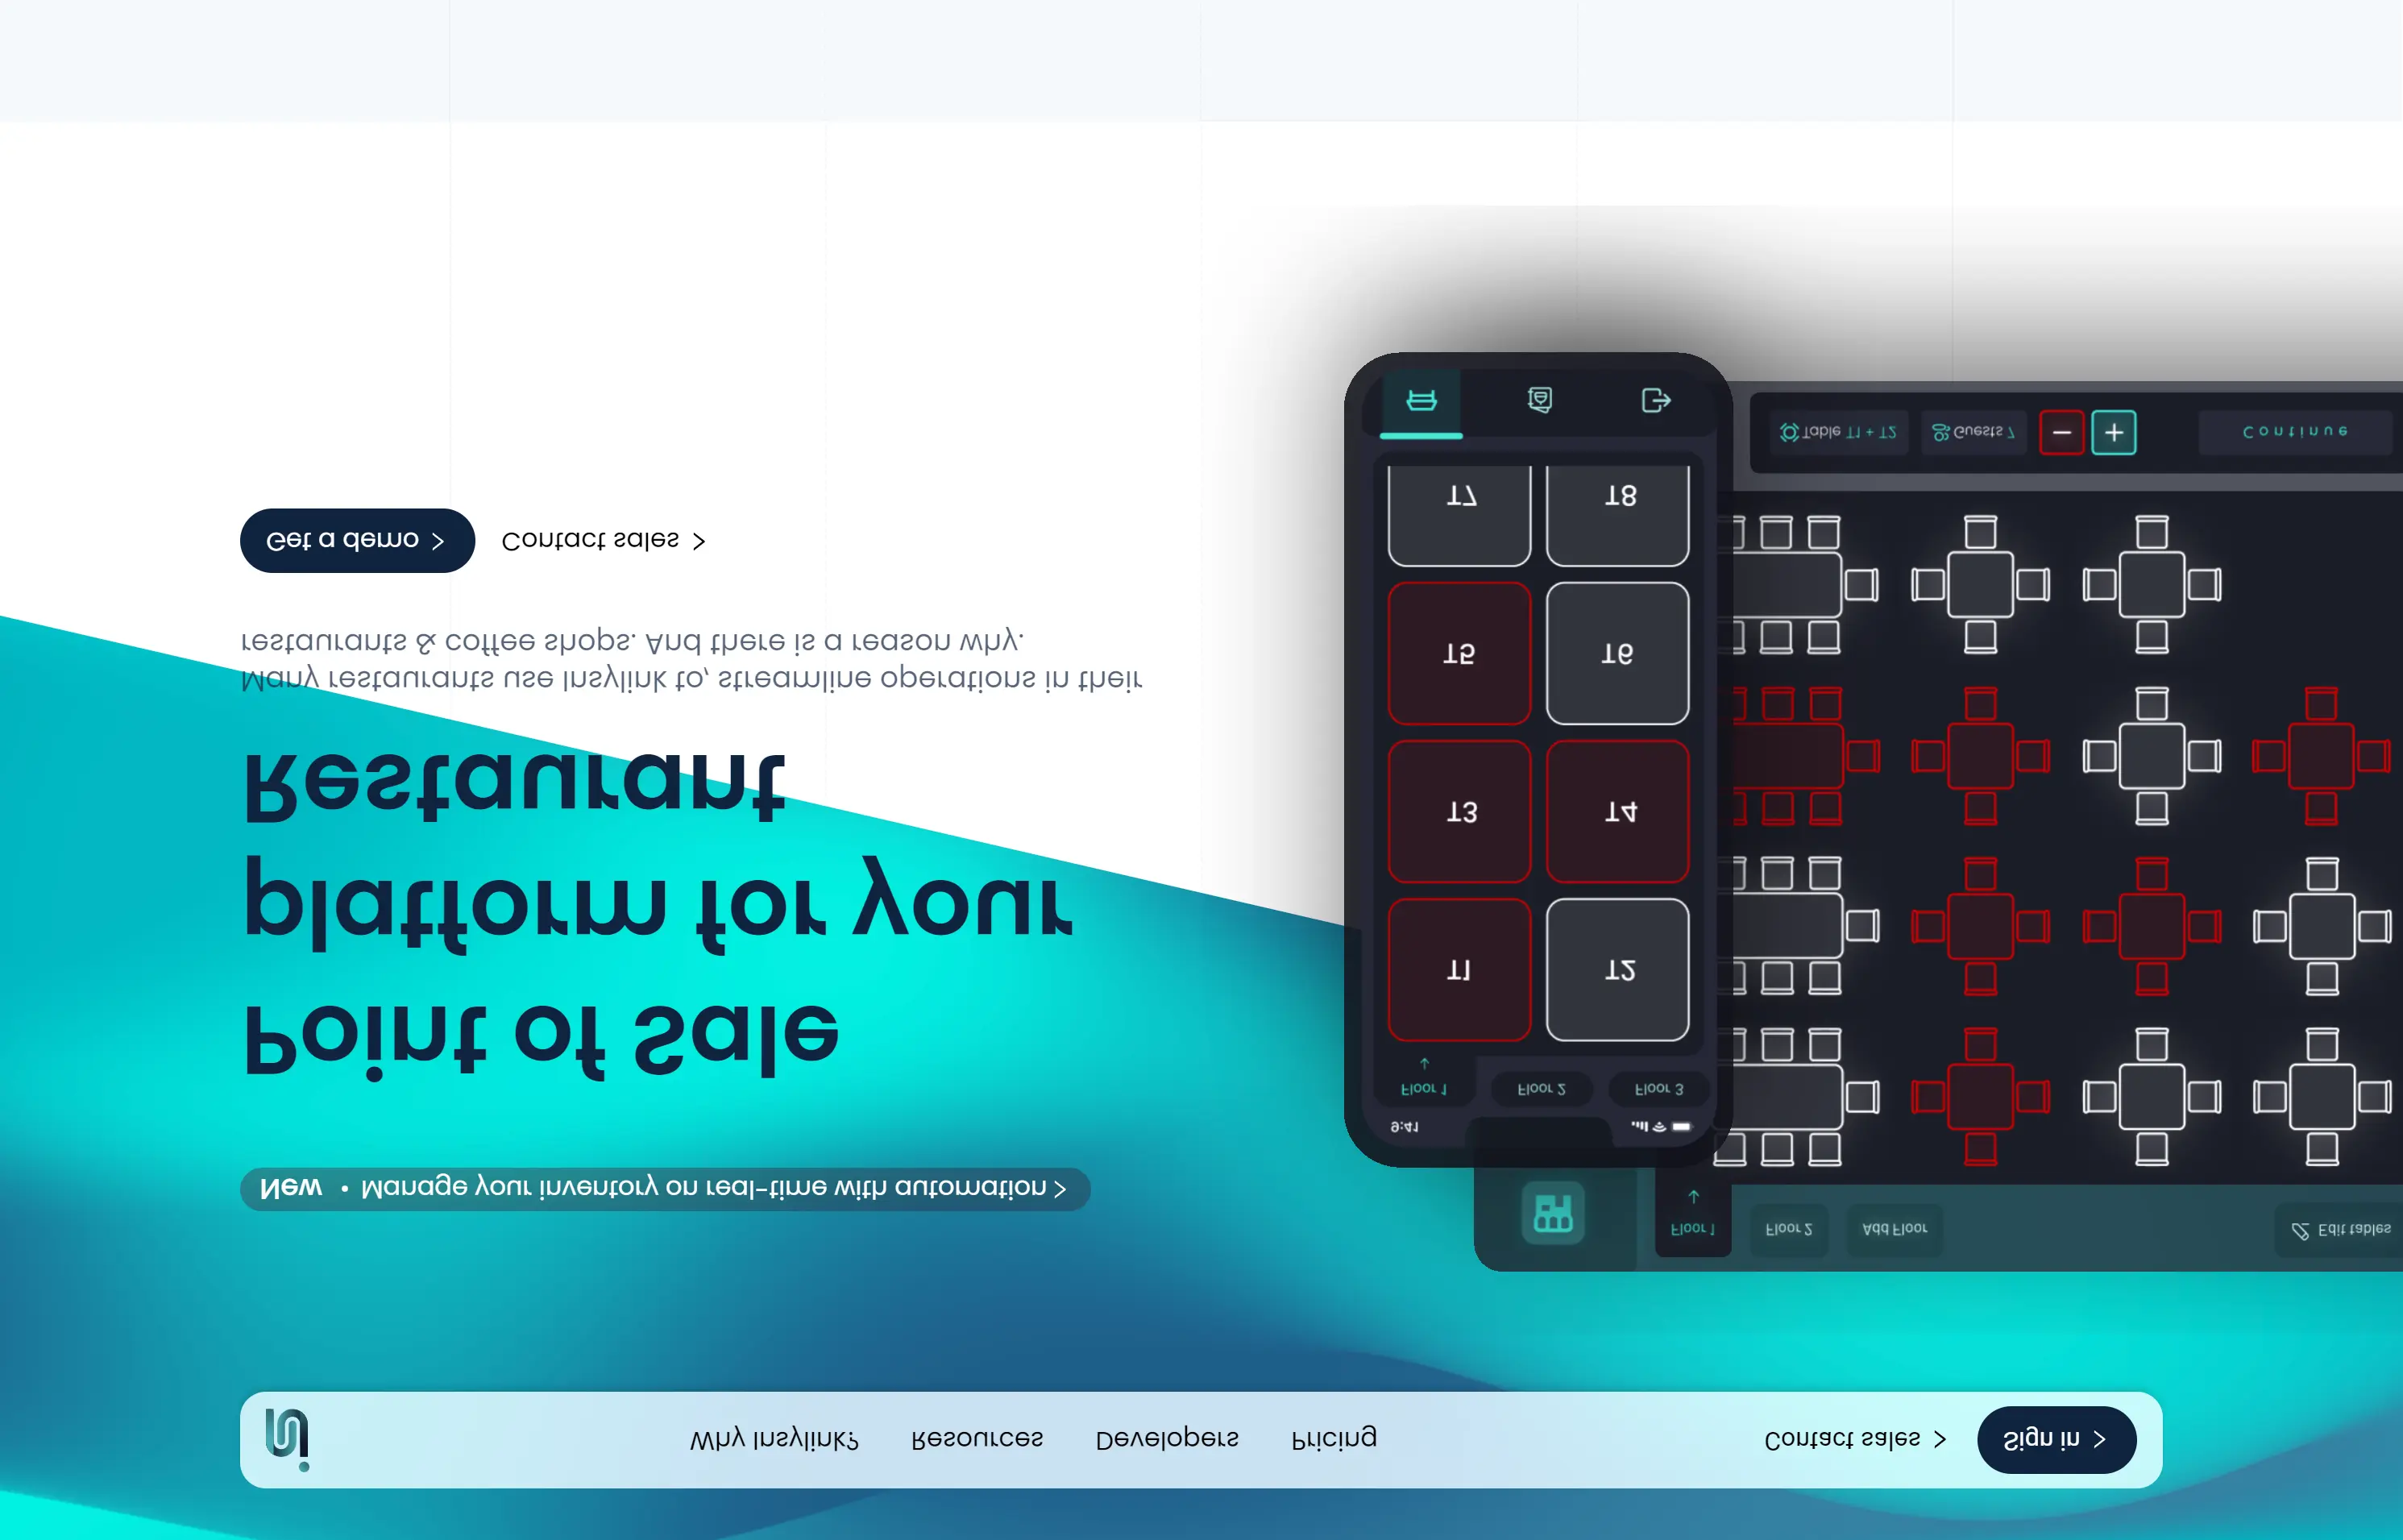 Why Insylink?
Resources
Developers
Pricing
Contact sales >
Sign in >
New • Manage your inventory on real-time with automation >
Point of Sale
platform for your
Restaurant
Many restaurants use Insylink to, streamline operations in their
restaurants & coffee shops. And there is a reason why.
Get a demo >
Contact sales >
Floor 1
Floor 2
Add Floor
Edit tables
9:41
Floor 1
Floor 2
Floor 3
T1
T2
T3
T4
T5
T6
T7
T8
Table T1 + T2
Guests 7
Continue